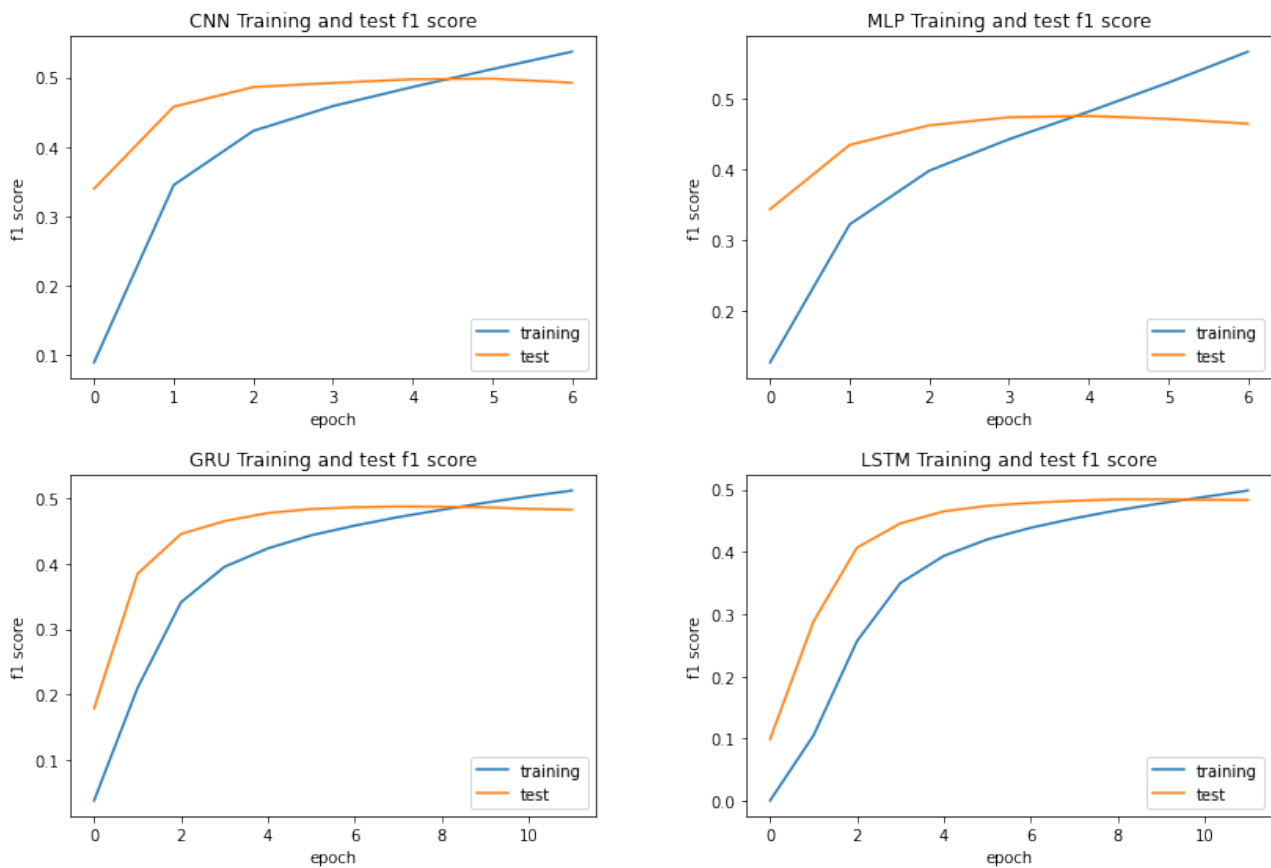 CNN Training and test f1 score
f1 score
0.5
0.4
0.3
0.2
0.1
training
test
0 1 2 3 4 5 6
epoch
MLP Training and test f1 score
f1 score
0.5
0.4
0.3
0.2
training
test
0 1 2 3 4 5 6
epoch
GRU Training and test f1 score
f1 score
0.5
0.4
0.3
0.2
0.1
training
test
0 2 4 6 8 10
epoch
LSTM Training and test f1 score
f1 score
0.5
0.4
0.3
0.2
0.1
0.0
training
test
0 2 4 6 8 10
epoch